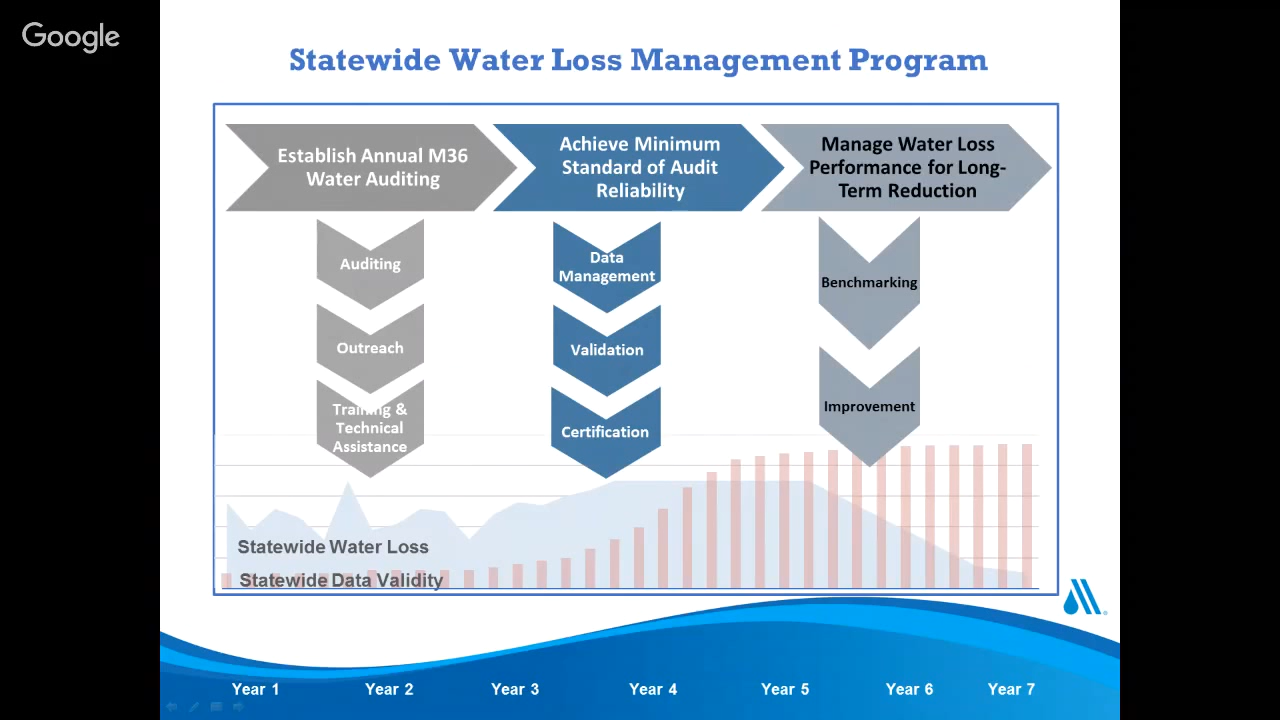 Google
Statewide Water Loss Management Program
Establish Annual M36
Water Auditing
Achieve Minimum
Standard of Audit
Reliability
Manage Water Loss
Performance for Long-
Term Reduction
Auditing
Outreach
Training &
Technical
Assistance
Data
Management
Validation
Certification
Benchmarking
Improvement
Statewide Water Loss
Statewide Data Validity
Year 1
Year 2
Year 3
Year 4
Year 5
Year 6
Year 7